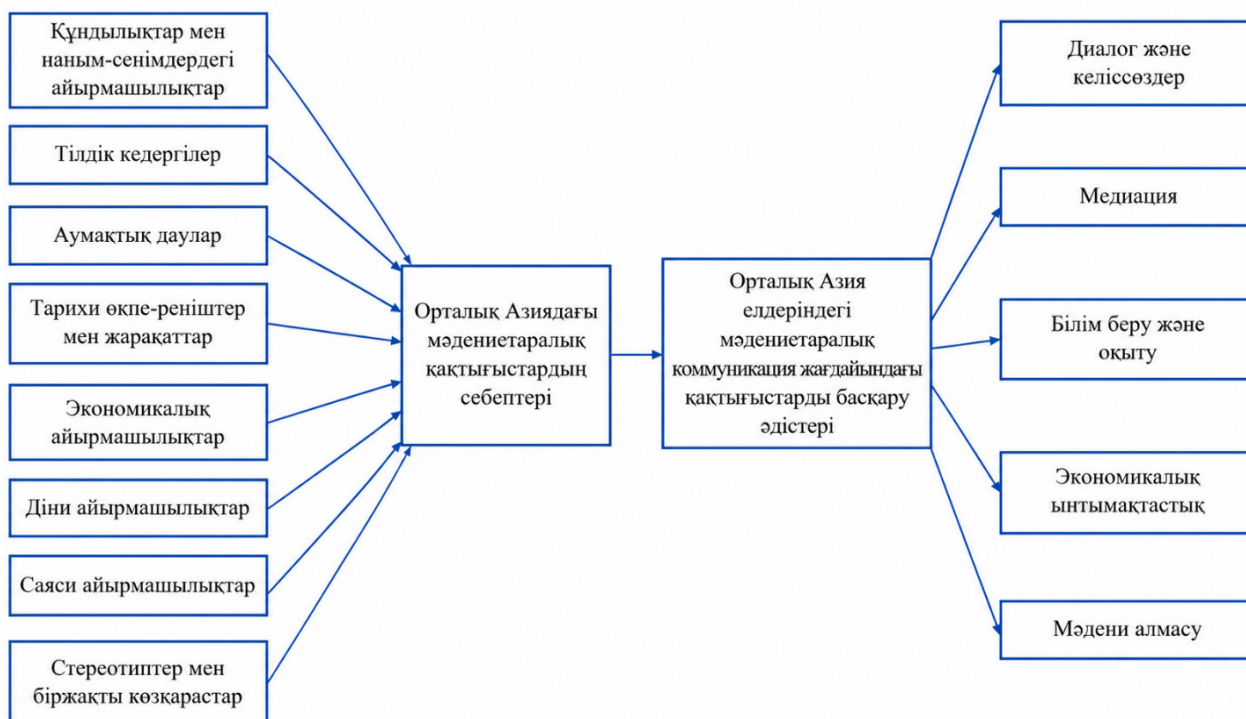 Құндылықтар мен
наным-сенімдердегі
айырмашылықтар
Тілдік кедергілер
Аумақтық даулар
Тарихи өкпе-реніштер
мен жарақаттар
Экономикалық
айырмашылықтар
Діни айырмашылықтар
Саяси айырмашылықтар
Стереотиптер мен
біржақты көзқарастар
Орталық Азиядағы
мәдениетаралық
қақтығыстардың
себептері
Орталық Азия
елдеріндегі
мәдениетаралық
коммуникация жағдайындағы
қақтығыстарды басқару
әдістері
Диалог және
келіссөздер
Медиация
Білім беру және
оқыту
Экономикалық
ынтымақтастық
Мәдени алмасу